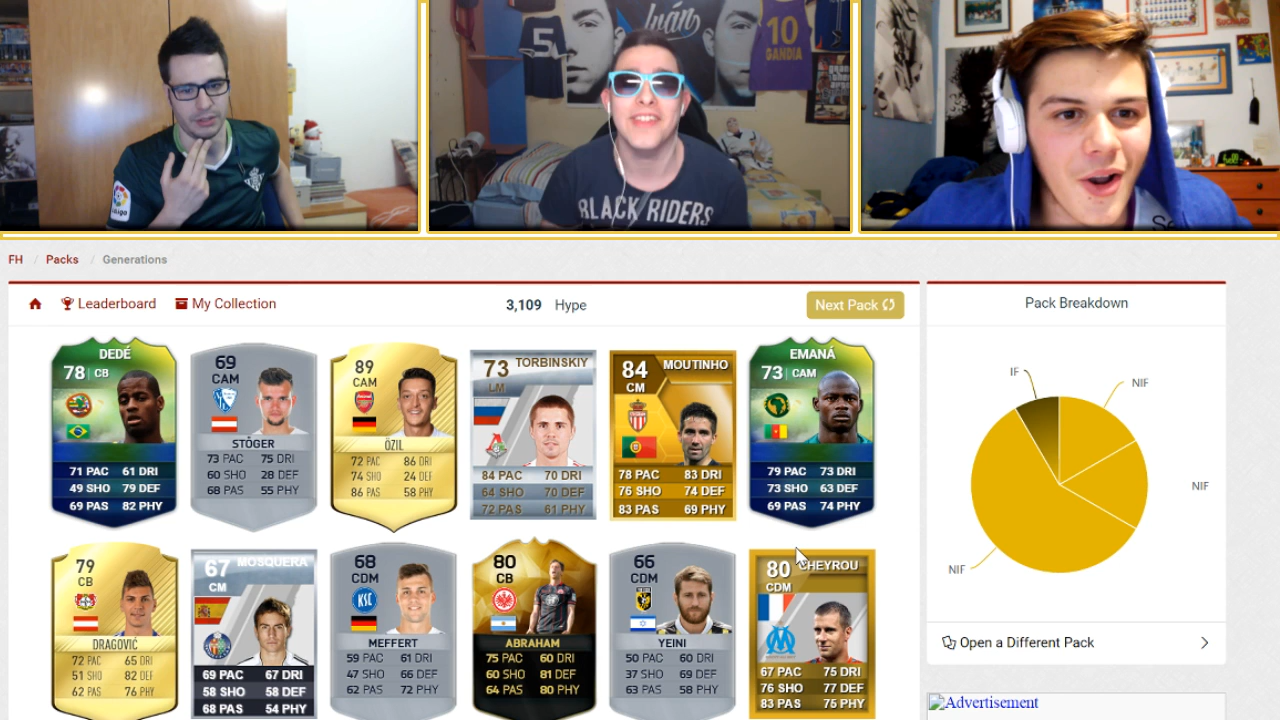 5
Iván
10
GANDIA
BLACK RIDERS
LaLiga
FH / Packs / Generations
Leaderboard
My Collection
3,109 Hype
Next Pack
Pack Breakdown
DEDÉ
78 CB
71 PAC 61 DRI
49 SHO 79 DEF
69 PAS 82 PHY
69
CAM
STÖGER
73 PAC 75 DRI
60 SHO 28 DEF
68 PAS 55 PHY
89
CAM
ÖZIL
72 PAC 86 DRI
74 SHO 24 DEF
86 PAS 58 PHY
73 TORBINSKIY
LM
84 PAC 70 DRI
64 SHO 70 DEF
72 PAS 61 PHY
84 MOUTINHO
CM
78 PAC 83 DRI
76 SHO 74 DEF
83 PAS 69 PHY
EMANÁ
73 CAM
79 PAC 73 DRI
73 SHO 63 DEF
69 PAS 74 PHY
79
CB
DRAGOVIĆ
72 PAC 65 DRI
51 SHO 82 DEF
62 PAS 76 PHY
67 MOSQUERA
CM
69 PAC 67 DRI
58 SHO 58 DEF
68 PAS 54 PHY
68
CDM
KSC
MEFFERT
59 PAC 61 DRI
47 SHO 66 DEF
62 PAS 72 PHY
80
CB
ABRAHAM
75 PAC 60 DRI
60 SHO 81 DEF
64 PAS 80 PHY
66
CDM
YEINI
50 PAC 60 DRI
37 SHO 69 DEF
63 PAS 58 PHY
80 CHEYROU
CDM
67 PAC 75 DRI
76 SHO 77 DEF
83 PAS 75 PHY
IF
NIF
NIF
NIF
Open a Different Pack
Advertisement